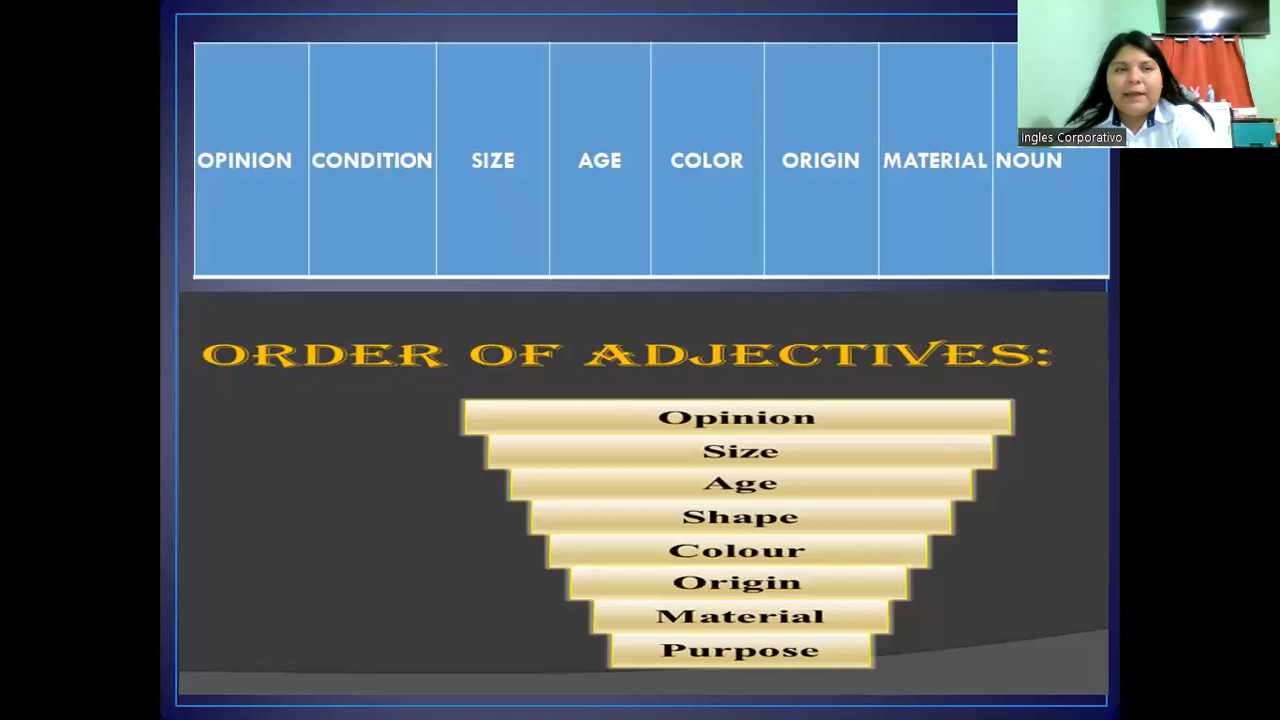 OPINION CONDITION SIZE AGE COLOR ORIGIN MATERIAL NOUN
Ingles Corporativo
ORDER OF ADJECTIVES:
Opinion
Size
Age
Shape
Colour
Origin
Material
Purpose